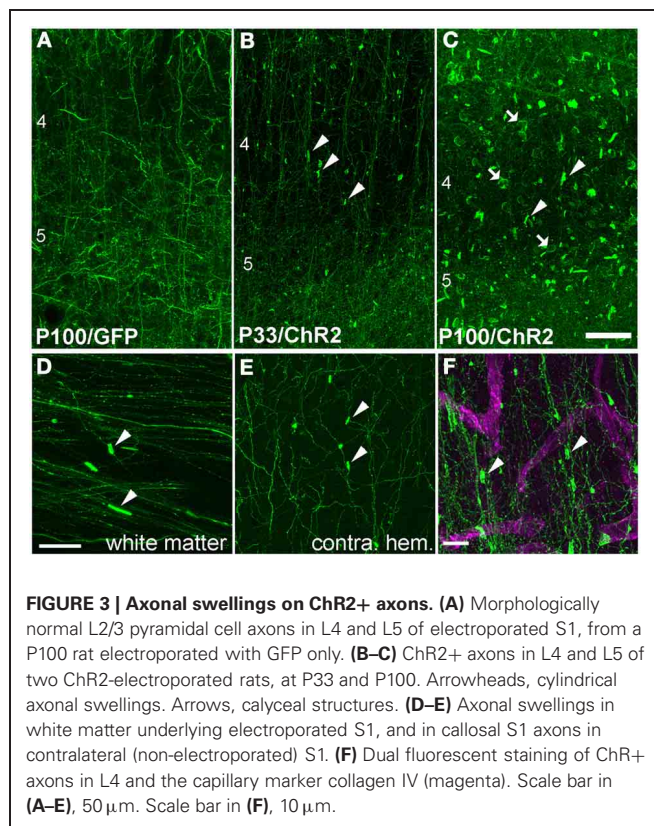 A
B
C
4
4
4
5
5
5
P100/GFP
P33/ChR2
P100/ChR2
D
E
F
white matter
contra. hem.
FIGURE 3 | Axonal swellings on ChR2+ axons. (A) Morphologically
normal L2/3 pyramidal cell axons in L4 and L5 of electroporated S1, from a
P100 rat electroporated with GFP only. (B–C) ChR2+ axons in L4 and L5 of
two ChR2-electroporated rats, at P33 and P100. Arrowheads, cylindrical
axonal swellings. Arrows, calyceal structures. (D–E) Axonal swellings in
white matter underlying electroporated S1, and in callosal S1 axons in
contralateral (non-electroporated) S1. (F) Dual fluorescent staining of ChR+
axons in L4 and the capillary marker collagen IV (magenta). Scale bar in
(A–E), 50 μm. Scale bar in (F), 10 μm.